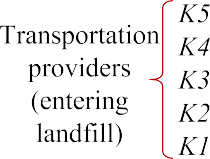 Transportation
providers
(entering
landfill)
K5
K4
K3
K2
K1